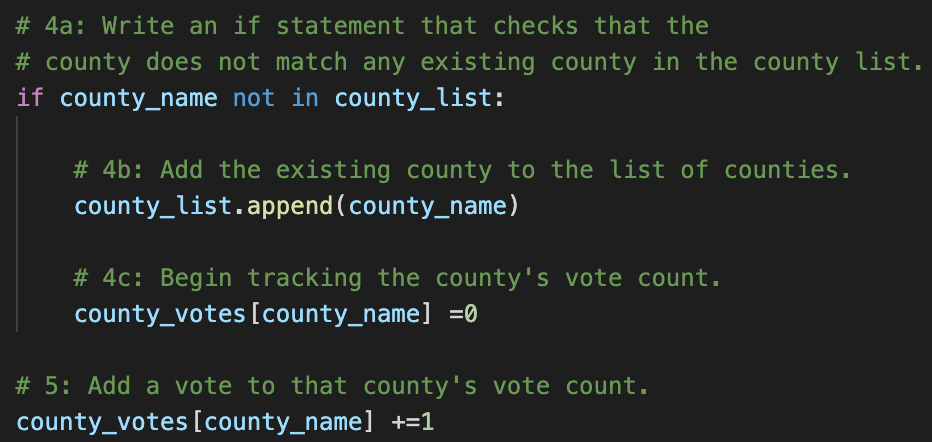 # 4a: Write an if statement that checks that the
# county does not match any existing county in the county list.
if county_name not in county_list:
# 4b: Add the existing county to the list of counties.
county_list.append(county_name)
# 4c: Begin tracking the county's vote count.
county_votes[county_name] =0
# 5: Add a vote to that county's vote count.
county_votes[county_name] +=1